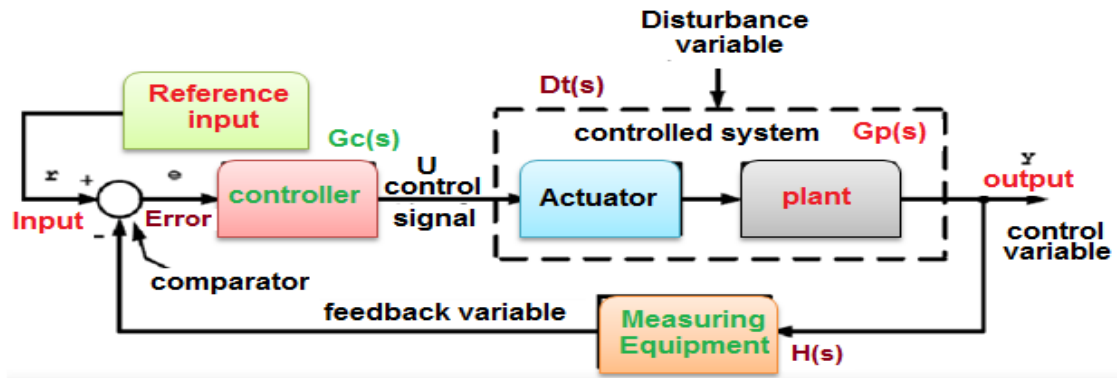 Disturbance
variable
Dt(s)
Reference
input
controlled system
Gp(s)
Gc(s)
r
+
e
controller
U
control
signal
Actuator
plant
y
output
Input
-
Error
control
variable
comparator
feedback variable
Measuring
Equipment
H(s)